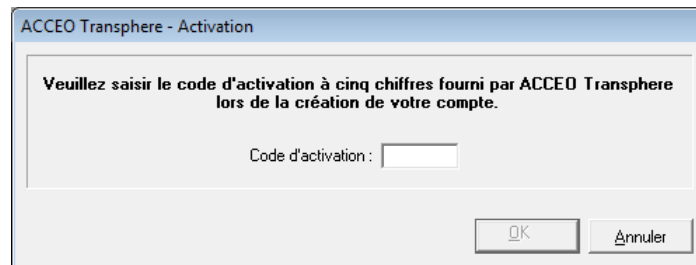 ACCEO Transphere - Activation
Veuillez saisir le code d'activation à cinq chiffres fourni par ACCEO Transphere
lors de la création de votre compte.
Code d'activation :
OK
Annuler